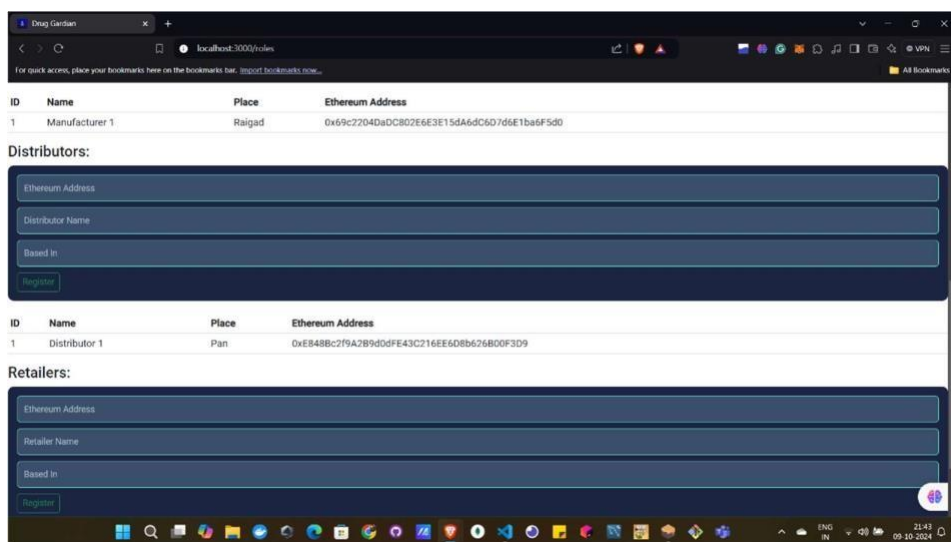 Drug Gardian
localhost:3000/roles
VPN
For quick access, place your bookmarks here on the bookmarks bar. Import bookmarks now...
All Bookmarks
ID Name Place Ethereum Address
1 Manufacturer 1 Raigad 0x69c2204DaDC802E6E3E15dA6dC6D7d6E1ba6F5d0
Distributors:
Ethereum Address
Distributor Name
Based In
Register
ID Name Place Ethereum Address
1 Distributor 1 Pan 0xE848Bc2f9A2B9d0dFE43C216EE6D8b626B00F3D9
Retailers:
Ethereum Address
Retailer Name
Based In
Register
ENG
IN
21:43
09-10-2024